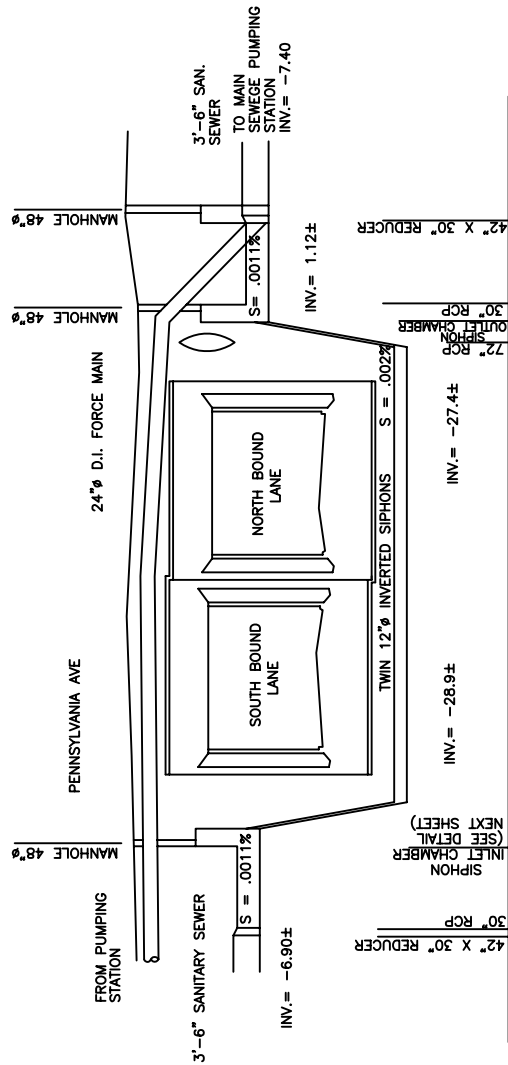 FROM PUMPING
STATION
PENNSYLVANIA AVE
24"ø D.I. FORCE MAIN
MANHOLE 48"ø
MANHOLE 48"ø
MANHOLE 48"ø
3'-6" SAN.
SEWER
TO MAIN
SEWEGE PUMPING
STATION
INV.= -7.40
3'-6" SANITARY SEWER
S = .0011%
SOUTH BOUND
LANE
NORTH BOUND
LANE
S= .0011%
INV.= -6.90±
TWIN 12"ø INVERTED SIPHONS
S = .002%
INV.= 1.12±
INV.= -28.9±
INV.= -27.4±
42" X 30" REDUCER
30" RCP
SIPHON
INLET CHAMBER
(SEE DETAIL
NEXT SHEET)
72" RCP
SIPHON
OUTLET CHAMBER
30" RCP
42" X 30" REDUCER